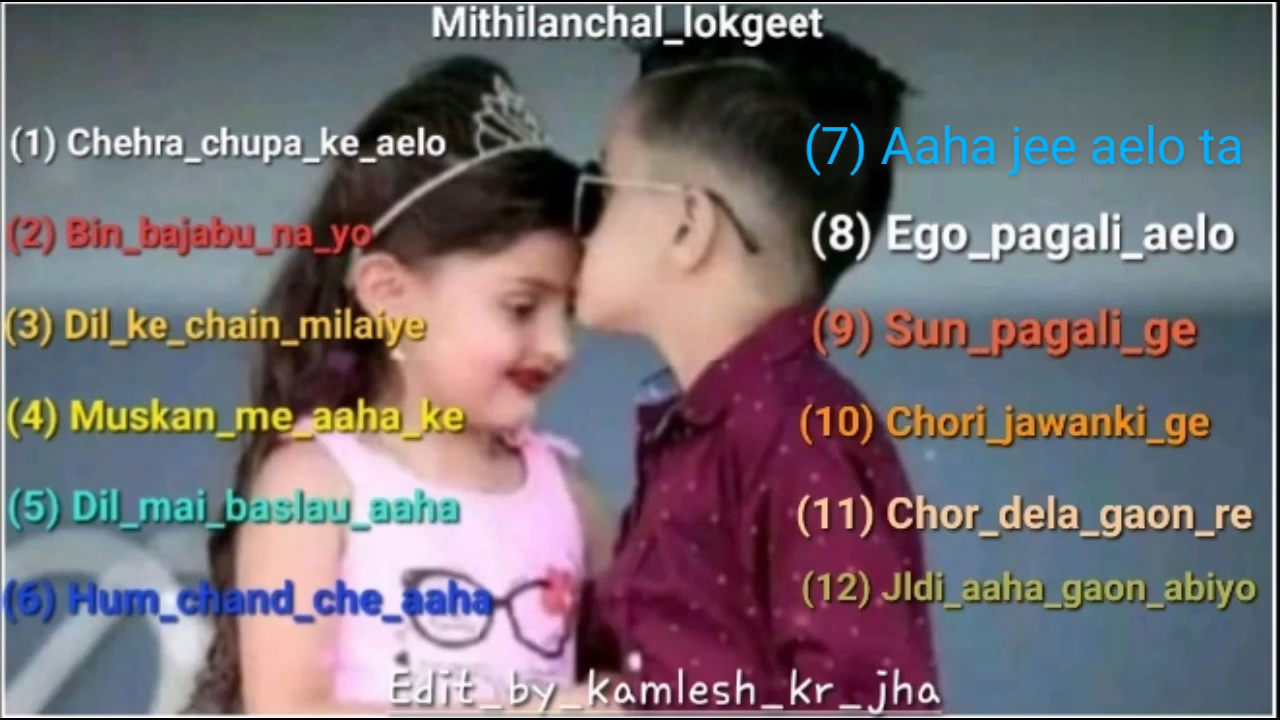 Mithilanchal_lokgeet
(1) Chehra_chupa_ke_aelo
(2) Bin_bajabu_na_yo
(3) Dil_ke_chain_milaiye
(4) Muskan_me_aaha_ke
(5) Dil_mai_baslau_aaha
(6) Hum_chand_che_aaha
(7) Aaha jee aelo ta
(8) Ego_pagali_aelo
(9) Sun_pagali_ge
(10) Chori_jawanki_ge
(11) Chor_dela_gaon_re
(12) Jldi_aaha_gaon_abiyo
Edit_by_kamlesh_kr_jha